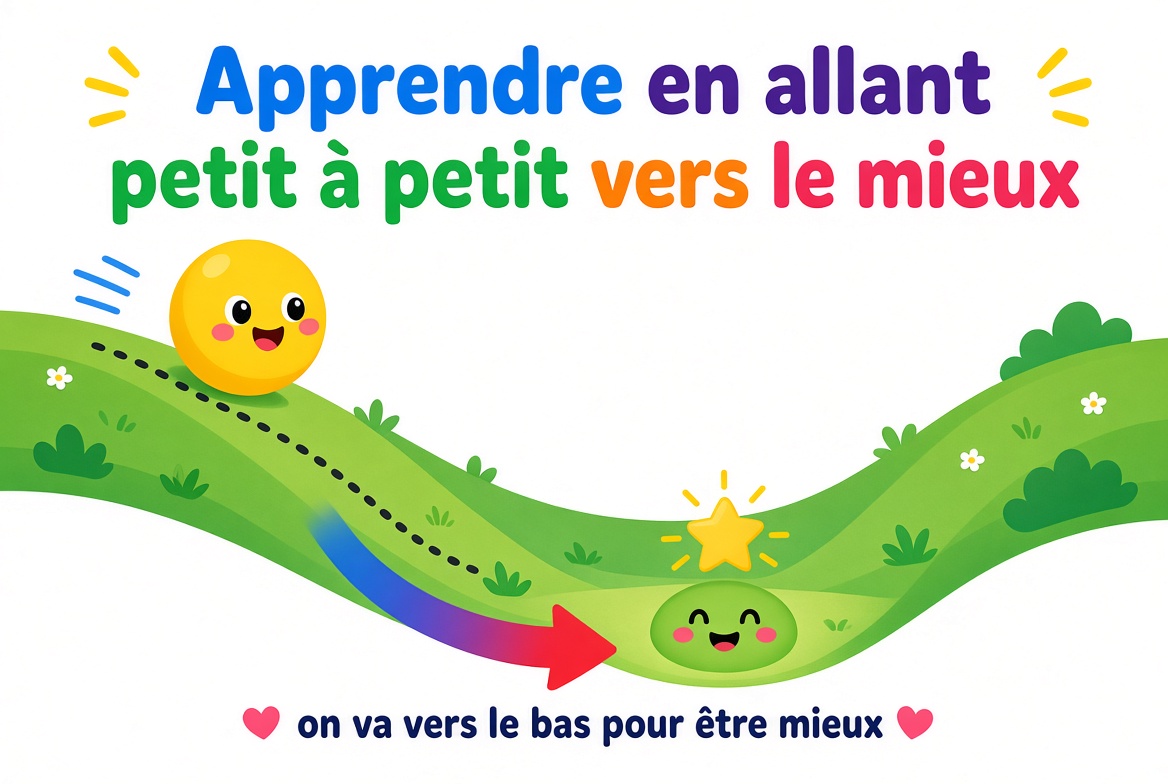 Apprendre en allant
petit à petit vers le mieux
on va vers le bas pour être mieux